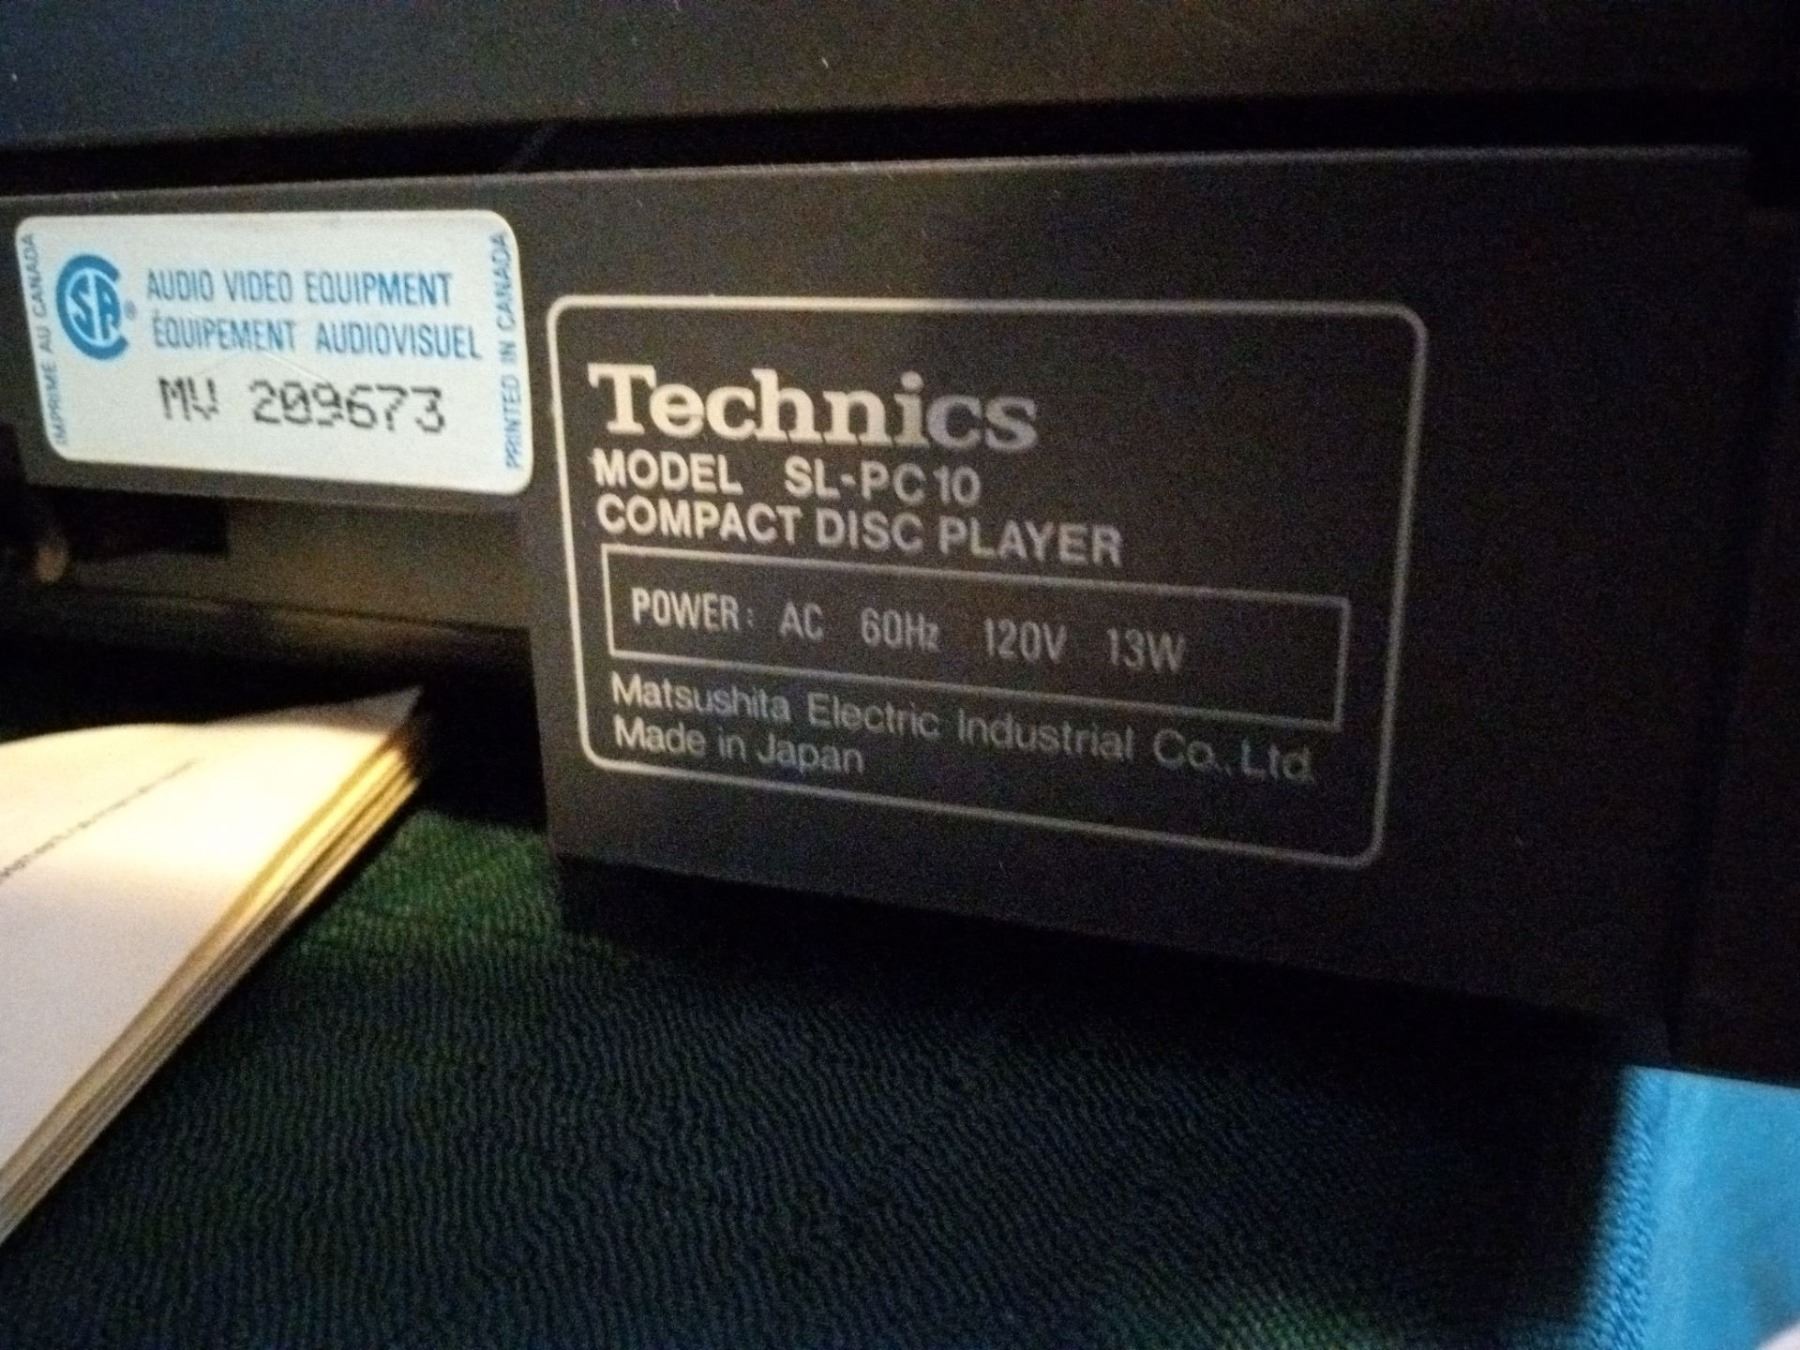 IMPRIME AU CANADA
CSA ®
AUDIO VIDEO EQUIPMENT
ÉQUIPEMENT AUDIOVISUEL
MV 209673
PRINTED IN CANADA
Technics
MODEL SL-PC10
COMPACT DISC PLAYER
POWER: AC 60Hz 120V 13W
Matsushita Electric Industrial Co., Ltd.
Made in Japan